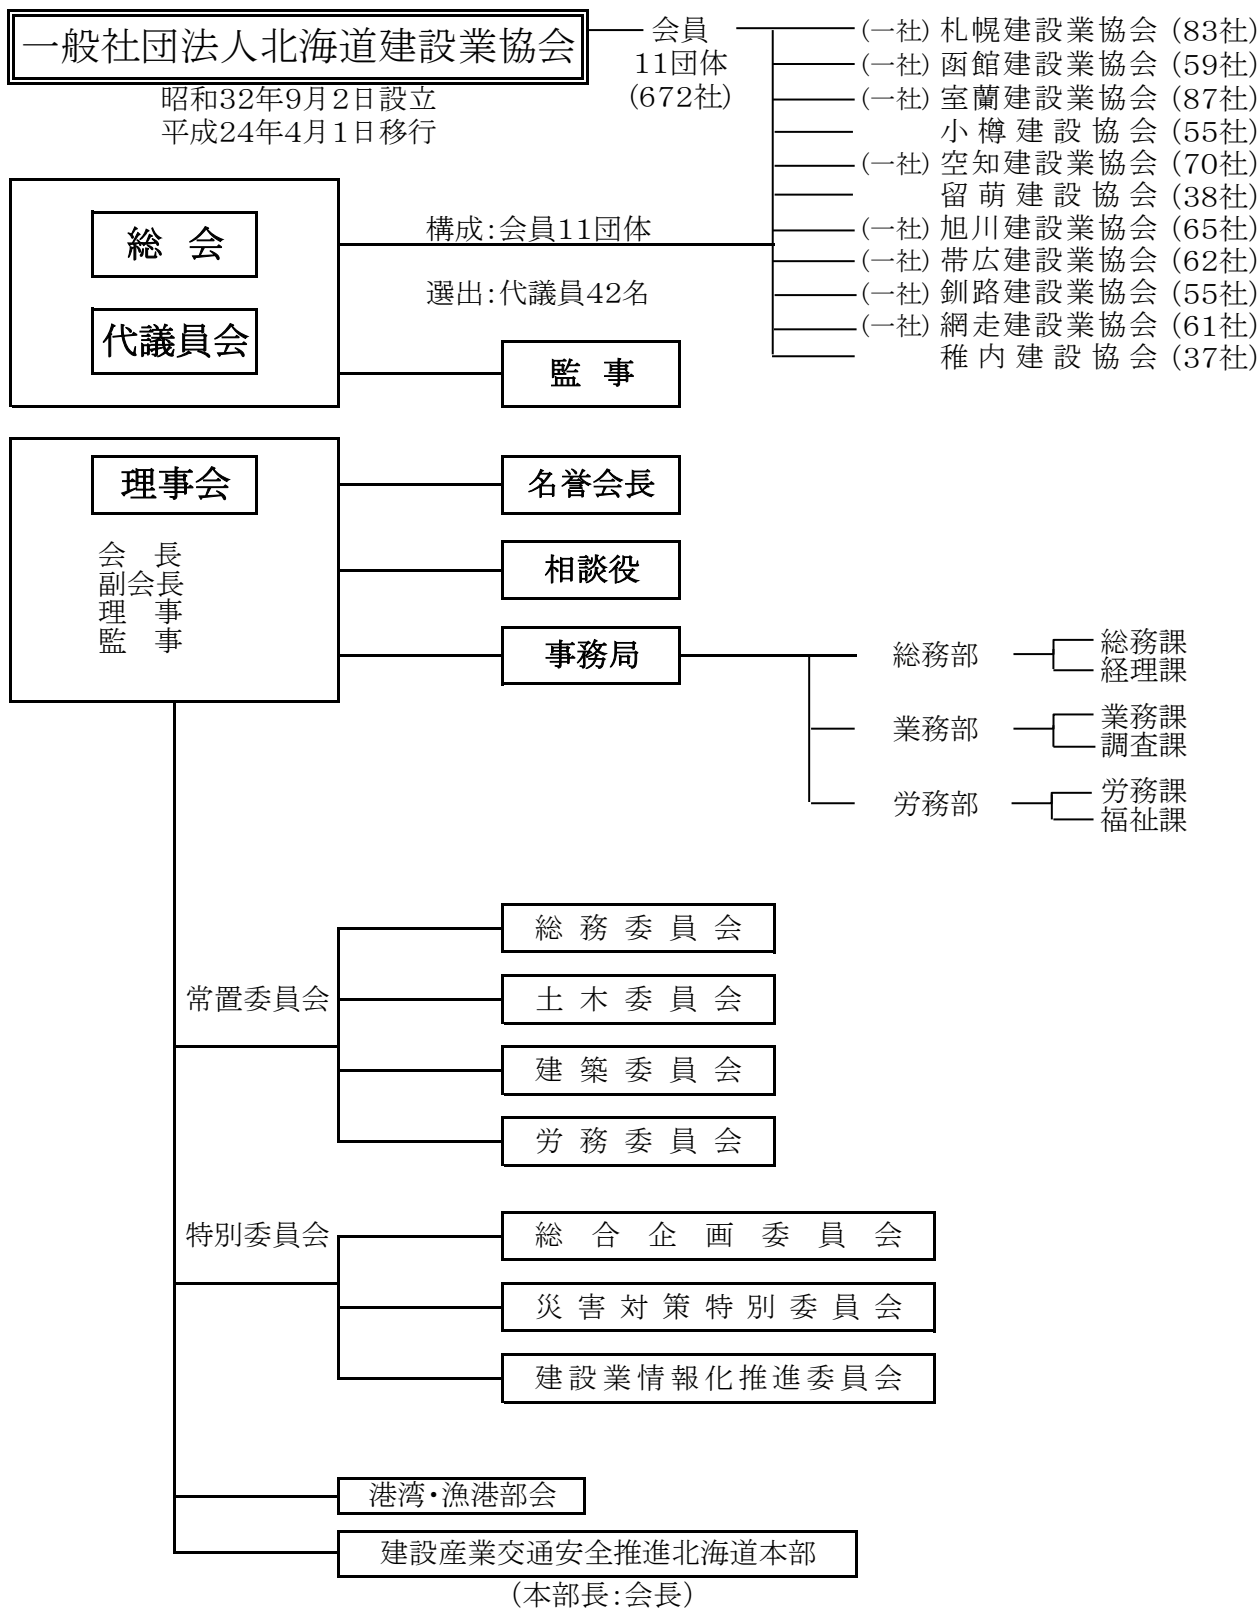 一般社団法人北海道建設業協会
昭和32年9月2日設立
平成24年4月1日移行
会員
11団体
(672社)
(一社) 札幌建設業協会 (83社)
(一社) 函館建設業協会 (59社)
(一社) 室蘭建設業協会 (87社)
小樽建設協会 (55社)
(一社) 空知建設業協会 (70社)
留萌建設協会 (38社)
(一社) 旭川建設業協会 (65社)
(一社) 帯広建設業協会 (62社)
(一社) 釧路建設業協会 (55社)
(一社) 網走建設業協会 (61社)
稚内建設協会 (37社)
総会
代議員会
構成:会員11団体
選出:代議員42名
監事
理事会
会長
副会長
理事
監事
名誉会長
相談役
事務局
総務部
総務課
経理課
業務部
業務課
調査課
労務部
労務課
福祉課
常置委員会
総務委員会
土木委員会
建築委員会
労務委員会
特別委員会
総合企画委員会
災害対策特別委員会
建設業情報化推進委員会
港湾・漁港部会
建設産業交通安全推進北海道本部
(本部長:会長)